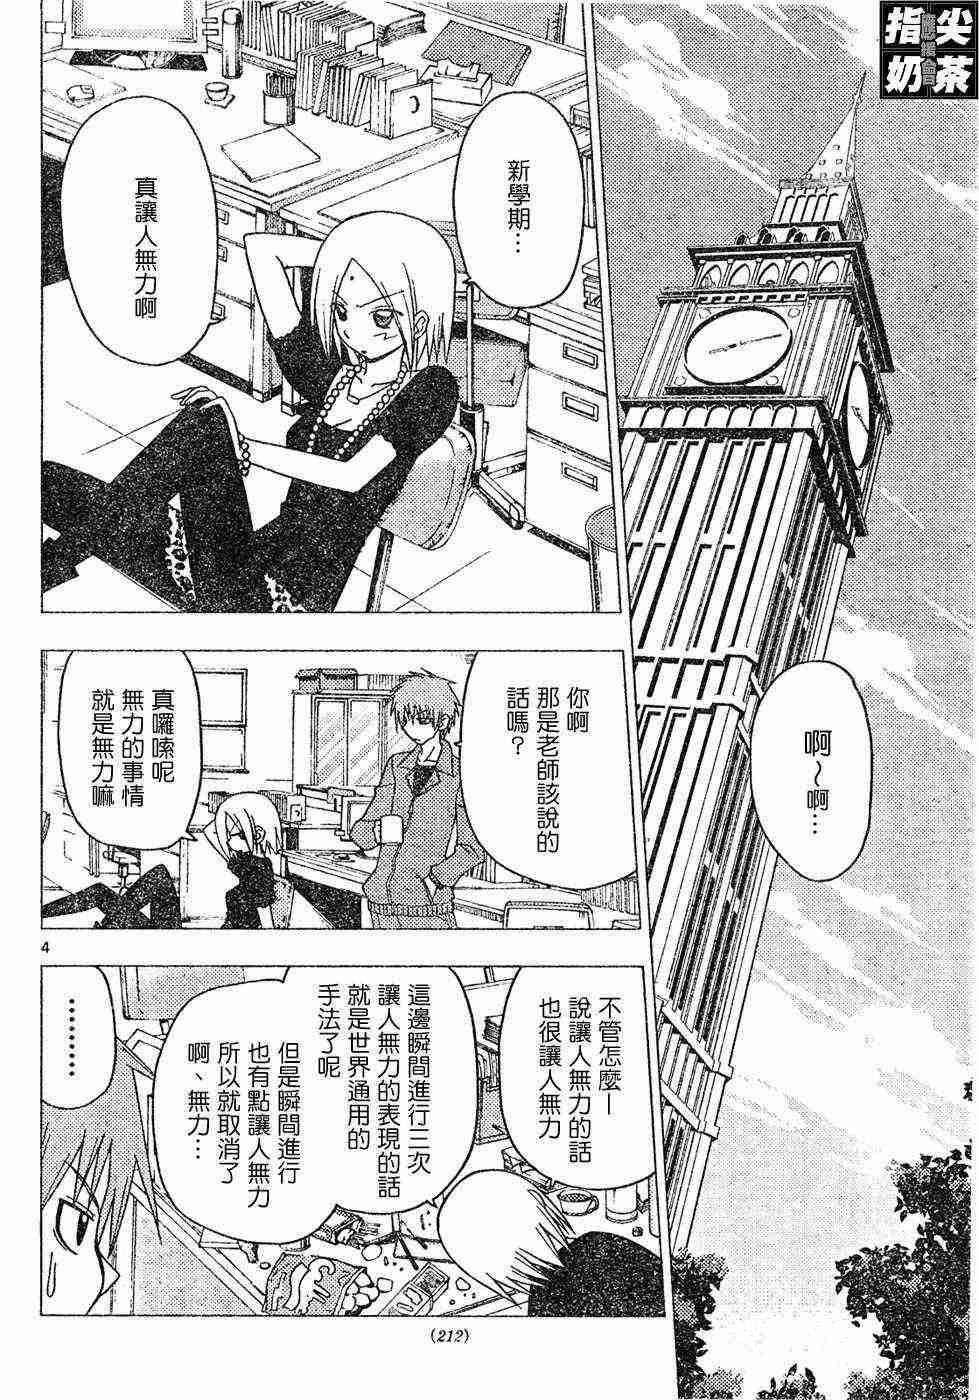 指尖
奶茶
啊～啊…
新學期…
真讓人無力啊
你啊
那是老師該說的
話嗎？
真囉嗦呢
無力的事情
就是無力嘛
不管怎麼ー
說讓人無力的話
也很讓人無力
這邊瞬間進行三次
讓人無力的表現的話
就是世界通用的
手法了呢
但是瞬間進行
也有點讓人無力
所以就取消了
啊、無力…
………
4
(212)